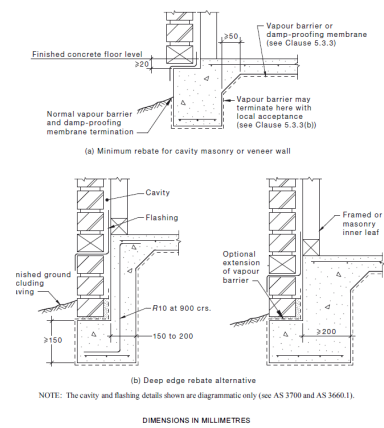 ≥50
Vapour barrier or
damp-proofing membrane
(see Clause 5.3.3)
Finished concrete floor level
≥20
Normal vapour barrier
and damp-proofing
membrane termination
Vapour barrier may
terminate here with
local acceptance
(see Clause 5.3.3(b))
(a) Minimum rebate for cavity masonry or veneer wall
Cavity
Flashing
nished ground
cluding
iving
≥150
R10 at 900 crs.
150 to 200
Framed or
masonry
inner leaf
Optional
extension
of vapour
barrier
≥200
(b) Deep edge rebate alternative
NOTE: The cavity and flashing details shown are diagrammatic only (see AS 3700 and AS 3660.1).
DIMENSIONS IN MILLIMETRES